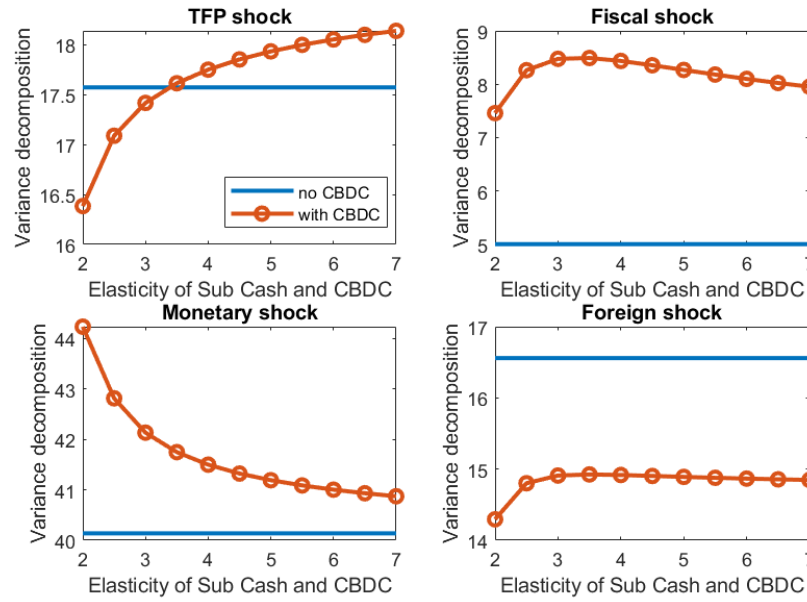 TFP shock
Variance decomposition
18
17.5
17
16.5
16
no CBDC
with CBDC
2 3 4 5 6 7
Elasticity of Sub Cash and CBDC
Fiscal shock
Variance decomposition
9
8
7
6
5
2 3 4 5 6 7
Elasticity of Sub Cash and CBDC
Monetary shock
Variance decomposition
44
43
42
41
40
2 3 4 5 6 7
Elasticity of Sub Cash and CBDC
Foreign shock
Variance decomposition
17
16
15
14
2 3 4 5 6 7
Elasticity of Sub Cash and CBDC